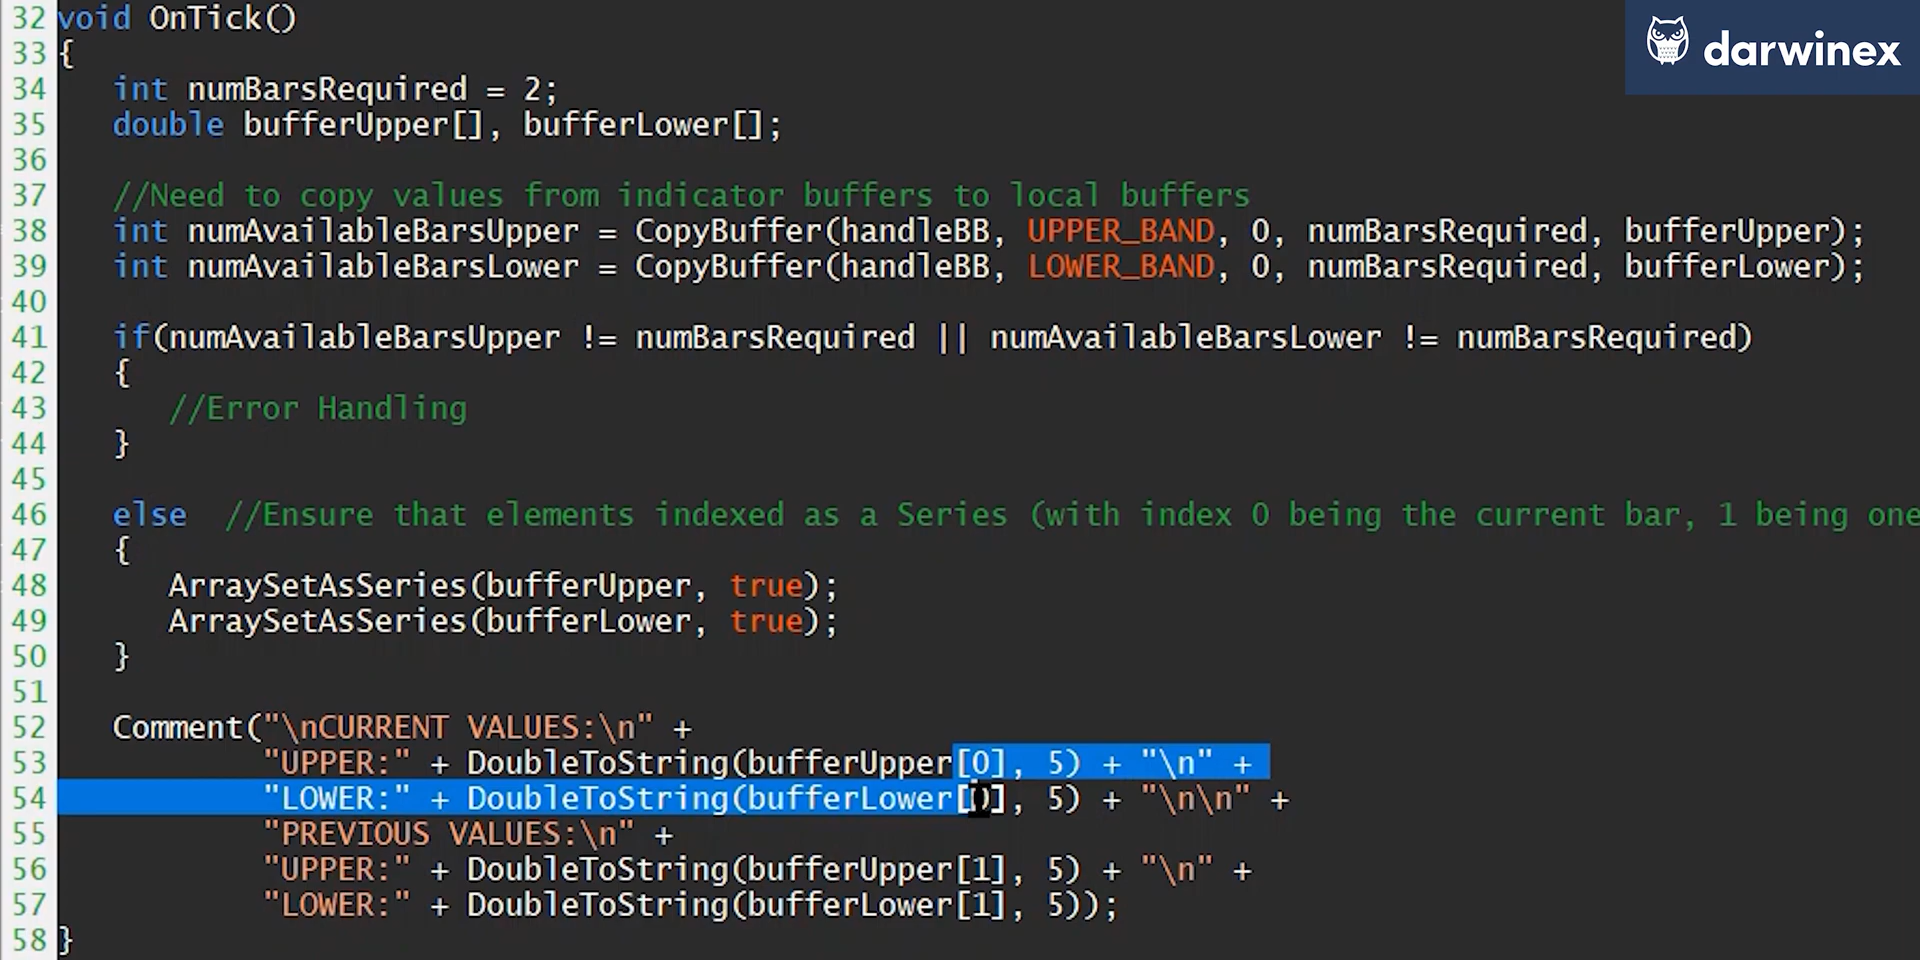 32 void OnTick()
33 {
34 int numBarsRequired = 2;
35 double bufferUpper[], bufferLower[];
36
37 //Need to copy values from indicator buffers to local buffers
38 int numAvailableBarsUpper = CopyBuffer(handleBB, UPPER_BAND, 0, numBarsRequired, bufferUpper);
39 int numAvailableBarsLower = CopyBuffer(handleBB, LOWER_BAND, 0, numBarsRequired, bufferLower);
40
41 if(numAvailableBarsUpper != numBarsRequired || numAvailableBarsLower != numBarsRequired)
42 {
43 //Error Handling
44 }
45
46 else //Ensure that elements indexed as a Series (with index 0 being the current bar, 1 being one
47 {
48 ArraySetAsSeries(bufferUpper, true);
49 ArraySetAsSeries(bufferLower, true);
50 }
51
52 Comment("\nCURRENT VALUES:\n" +
53 "UPPER:" + DoubleToString(bufferUpper[0], 5) + "\n" +
54 "LOWER:" + DoubleToString(bufferLower[0], 5) + "\n\n" +
55 "PREVIOUS VALUES:\n" +
56 "UPPER:" + DoubleToString(bufferUpper[1], 5) + "\n" +
57 "LOWER:" + DoubleToString(bufferLower[1], 5));
58 }
darwinex